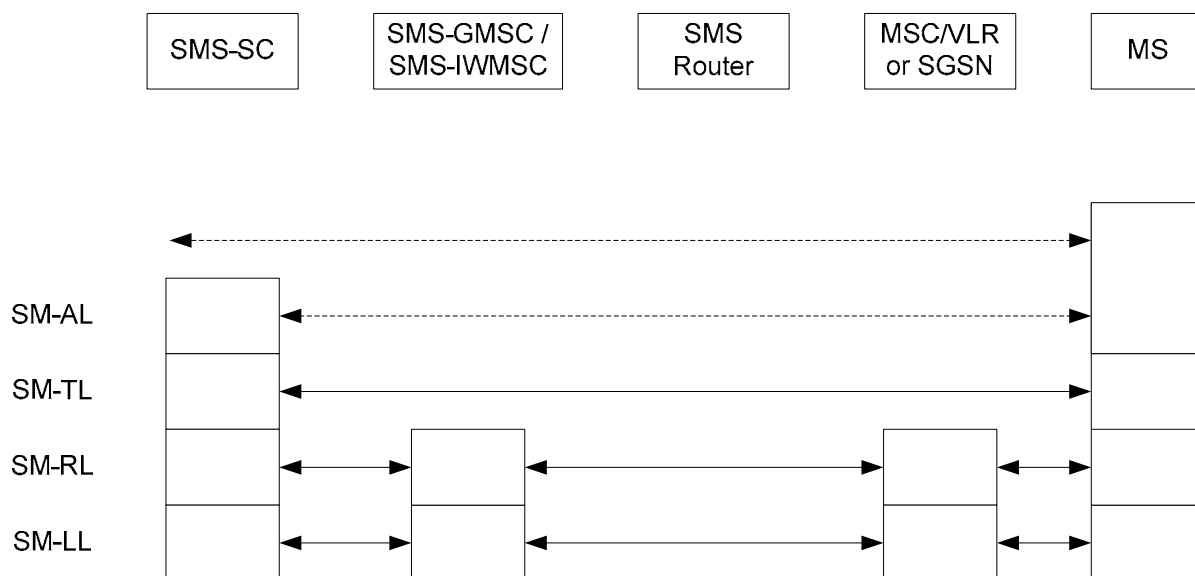 SMS-SC
SMS-GMSC /
SMS-IWMSC
SMS
Router
MSC/VLR
or SGSN
MS
SM-AL
SM-TL
SM-RL
SM-LL